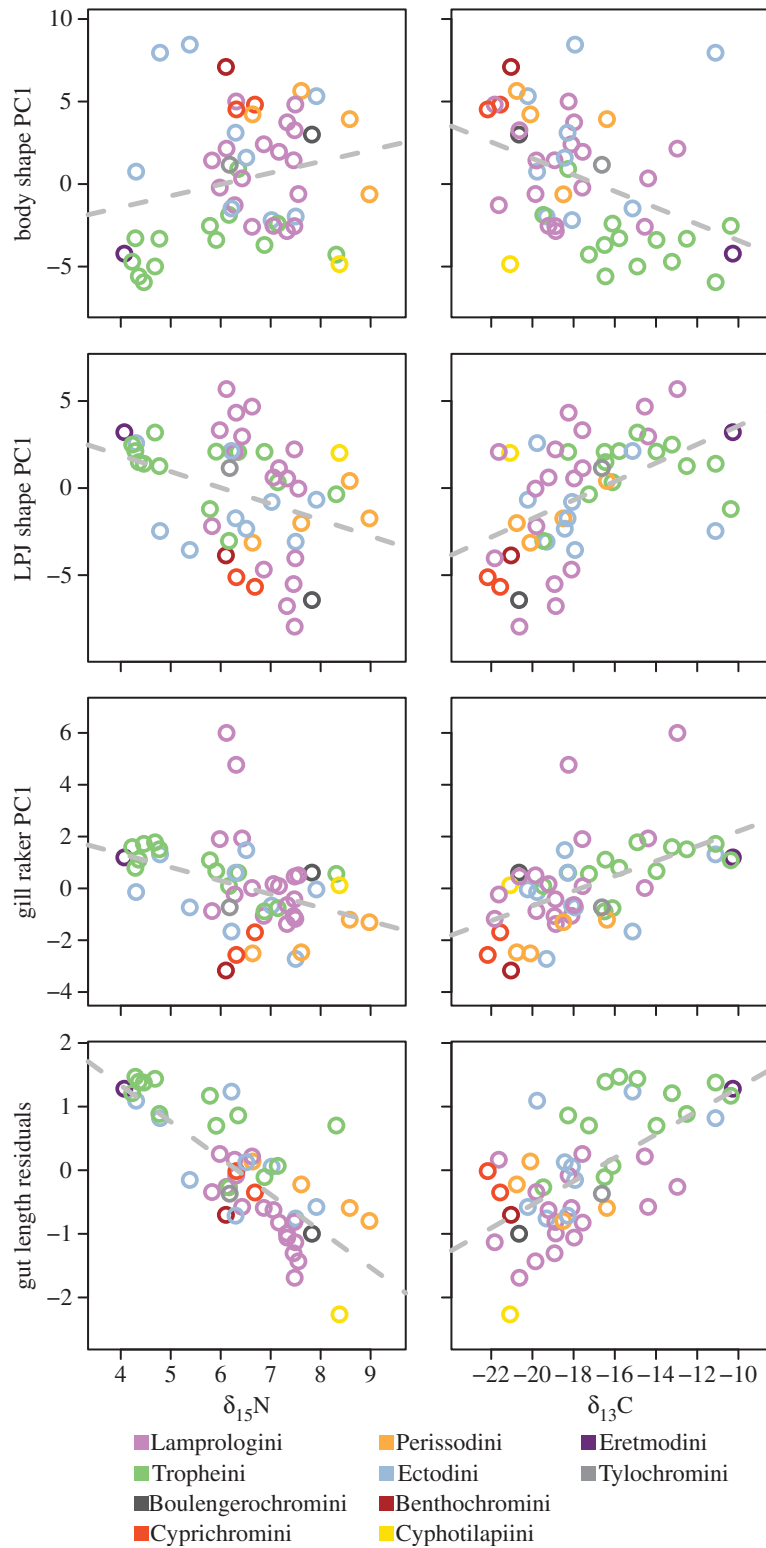 10
5
0
−5
body shape PC1
5
0
−5
LPJ shape PC1
6
4
2
0
−2
−4
gill raker PC1
2
1
0
−1
−2
gut length residuals
4 5 6 7 8 9
−22 −20 −18 −16 −14 −12 −10
δ15N
δ13C
Lamprologini Perissodini Eretmodini
Tropheini Ectodini Tylochromini
Boulengerochromini Benthochromini
Cyprichromini Cyphotilapiini